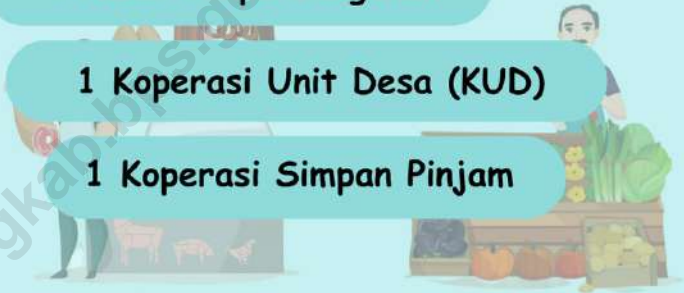 1 Koperasi Unit Desa (KUD)
1 Koperasi Simpan Pinjam